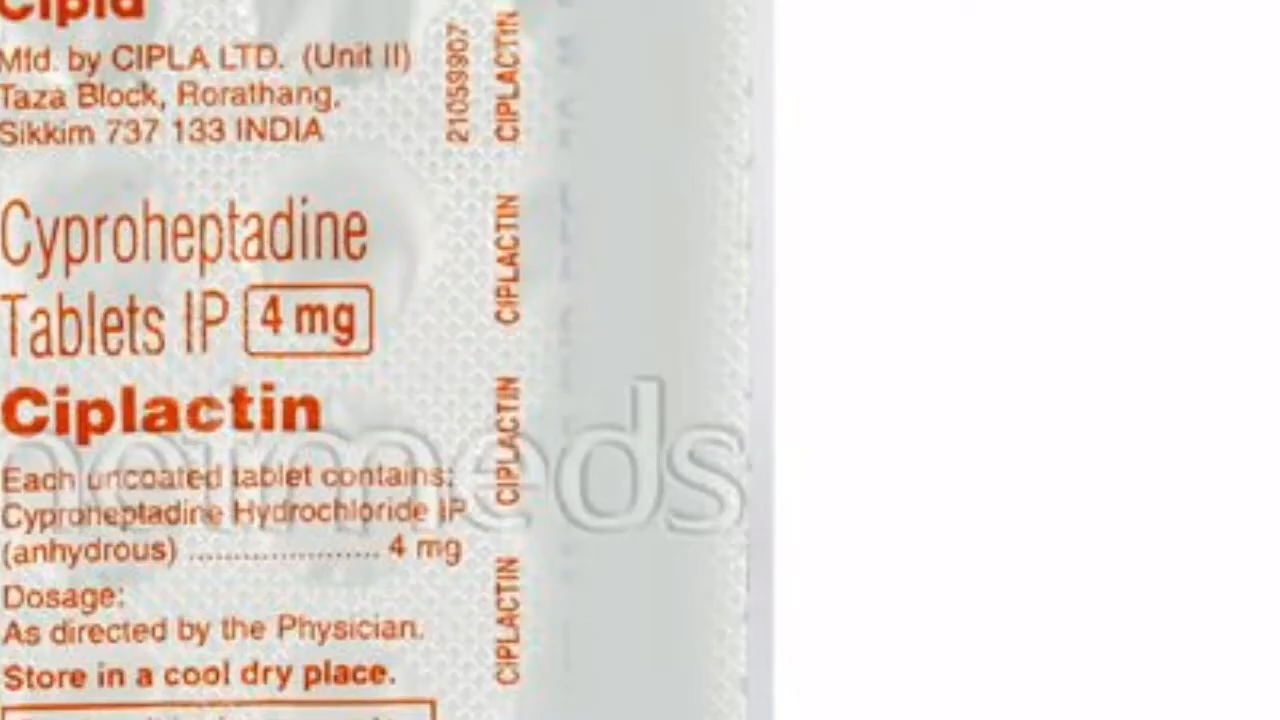 Cipla
Mfd. by CIPLA LTD. (Unit II)
Taza Block, Rorathang,
Sikkim 737 133 INDIA
Cyproheptadine
Tablets IP 4 mg
Ciplactin
Each uncoated tablet contains:
Cyproheptadine Hydrochloride IP
(anhydrous) ..................... 4 mg
Dosage:
As directed by the Physician.
Store in a cool dry place.
21059907
CIPLACTIN
CIPLACTIN
CIPLACTIN
CIPLACTIN
netmeds